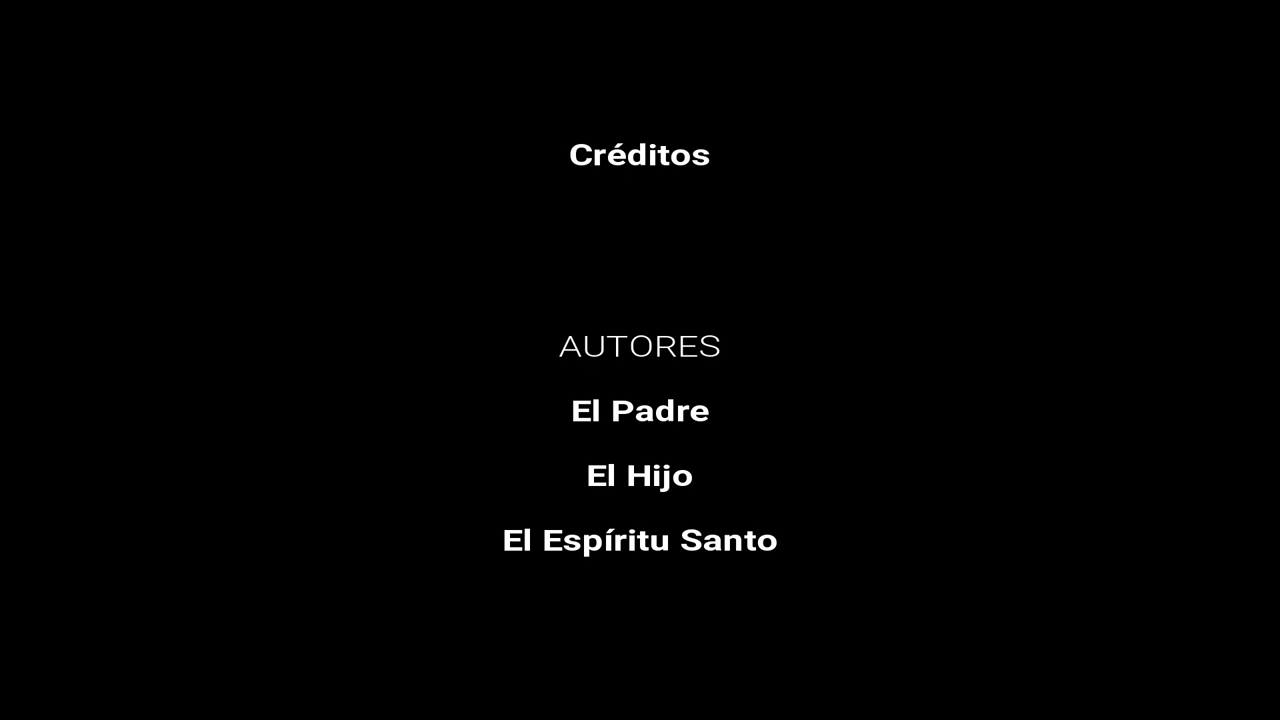 Créditos
AUTORES
El Padre
El Hijo
El Espíritu Santo